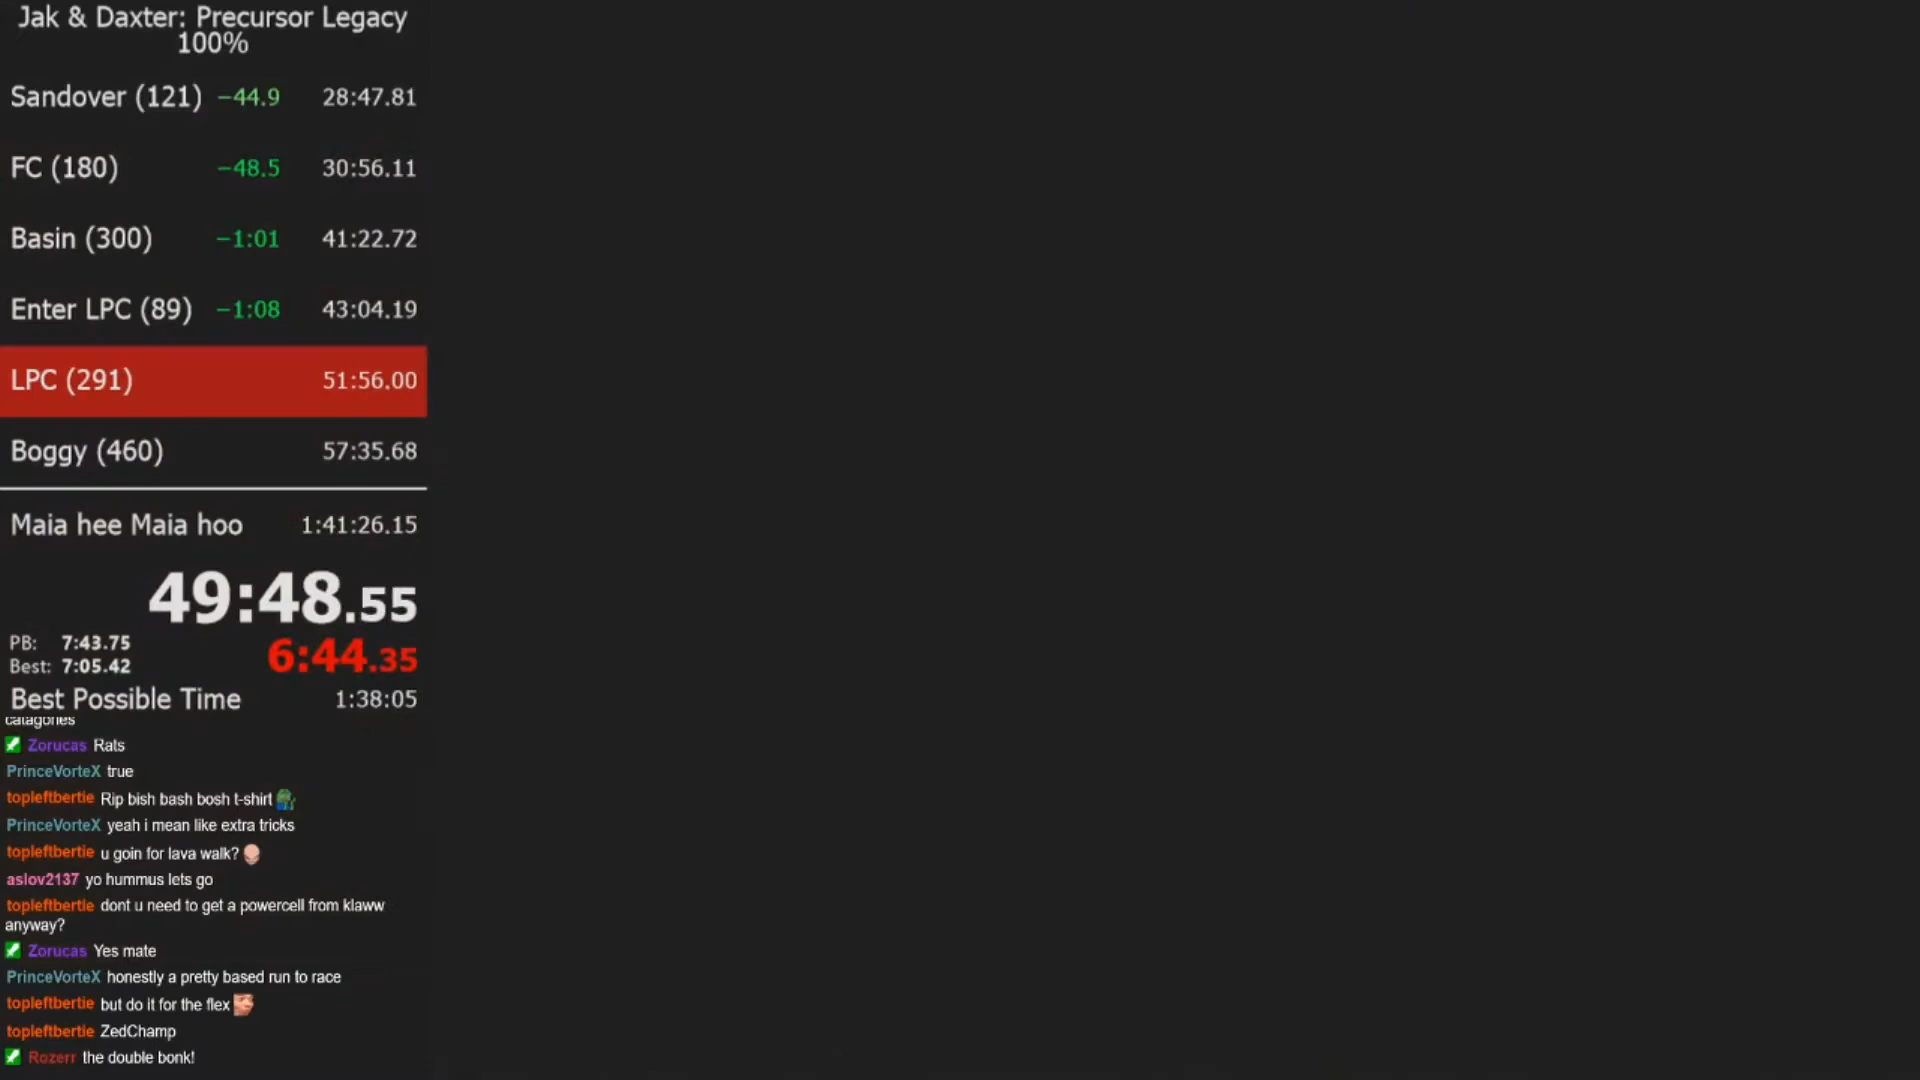 Jak & Daxter: Precursor Legacy
100%
Sandover (121) −44.9 28:47.81
FC (180) −48.5 30:56.11
Basin (300) −1:01 41:22.72
Enter LPC (89) −1:08 43:04.19
LPC (291) 51:56.00
Boggy (460) 57:35.68
Maia hee Maia hoo 1:41:26.15
49:48.55
PB: 7:43.75
6:44.35
Best: 7:05.42
Best Possible Time 1:38:05
catagories
Zorucas Rats
PrinceVorteX true
topleftbertie Rip bish bash bosh t-shirt
PrinceVorteX yeah i mean like extra tricks
topleftbertie u goin for lava walk?
aslov2137 yo hummus lets go
topleftbertie dont u need to get a powercell from klaww
anyway?
Zorucas Yes mate
PrinceVorteX honestly a pretty based run to race
topleftbertie but do it for the flex
topleftbertie ZedChamp
Rozerr the double bonk!